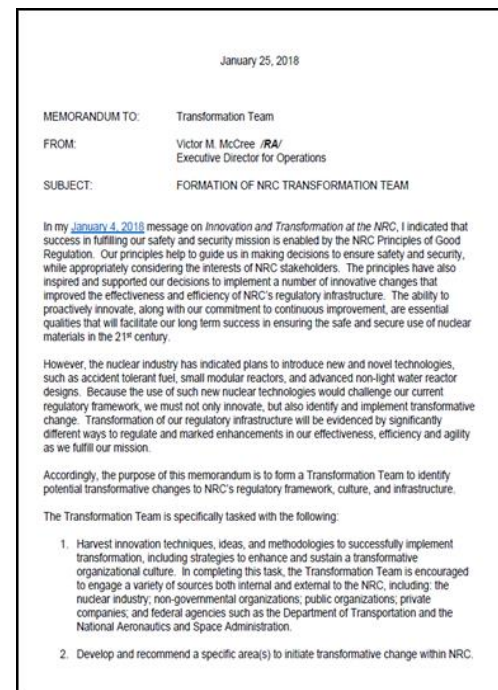 January 25, 2018
MEMORANDUM TO: Transformation Team
FROM: Victor M. McCree /RA/
Executive Director for Operations
SUBJECT: FORMATION OF NRC TRANSFORMATION TEAM
In my January 4, 2018 message on Innovation and Transformation at the NRC, I indicated that
success in fulfilling our safety and security mission is enabled by the NRC Principles of Good
Regulation. Our principles help to guide us in making decisions to ensure safety and security,
while appropriately considering the interests of NRC stakeholders. The principles have also
inspired and supported our decisions to implement a number of innovative changes that
improved the effectiveness and efficiency of NRC's regulatory infrastructure. The ability to
proactively innovate, along with our commitment to continuous improvement, are essential
qualities that will facilitate our long term success in ensuring the safe and secure use of nuclear
materials in the 21st century.
However, the nuclear industry has indicated plans to introduce new and novel technologies,
such as accident tolerant fuel, small modular reactors, and advanced non-light water reactor
designs. Because the use of such new nuclear technologies would challenge our current
regulatory framework, we must not only innovate, but also identify and implement transformative
change. Transformation of our regulatory infrastructure will be evidenced by significantly
different ways to regulate and marked enhancements in our effectiveness, efficiency and agility
as we fulfill our mission.
Accordingly, the purpose of this memorandum is to form a Transformation Team to identify
potential transformative changes to NRC's regulatory framework, culture, and infrastructure.
The Transformation Team is specifically tasked with the following:
1. Harvest innovation techniques, ideas, and methodologies to successfully implement
transformation, including strategies to enhance and sustain a transformative
organizational culture. In completing this task, the Transformation Team is encouraged
to engage a variety of sources both internal and external to the NRC, including: the
nuclear industry; non-governmental organizations; public organizations; private
companies; and federal agencies such as the Department of Transportation and the
National Aeronautics and Space Administration.
2. Develop and recommend a specific area(s) to initiate transformative change within NRC.